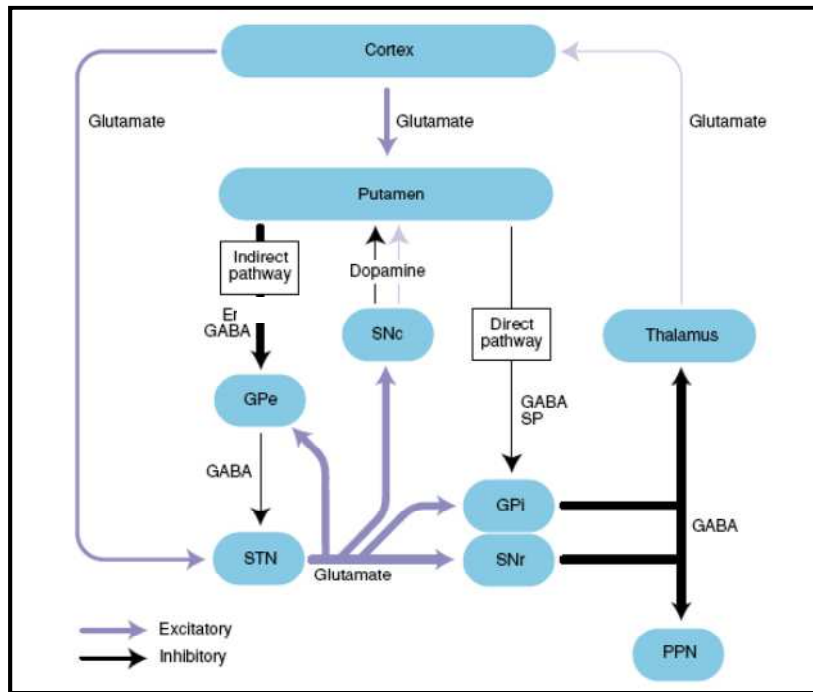 Cortex
Glutamate
Glutamate
Glutamate
Putamen
Indirect
pathway
Dopamine
Er
GABA
SNc
Direct
pathway
Thalamus
GPe
GABA
SP
GABA
GPi
GABA
STN
SNr
Glutamate
Excitatory
Inhibitory
PPN